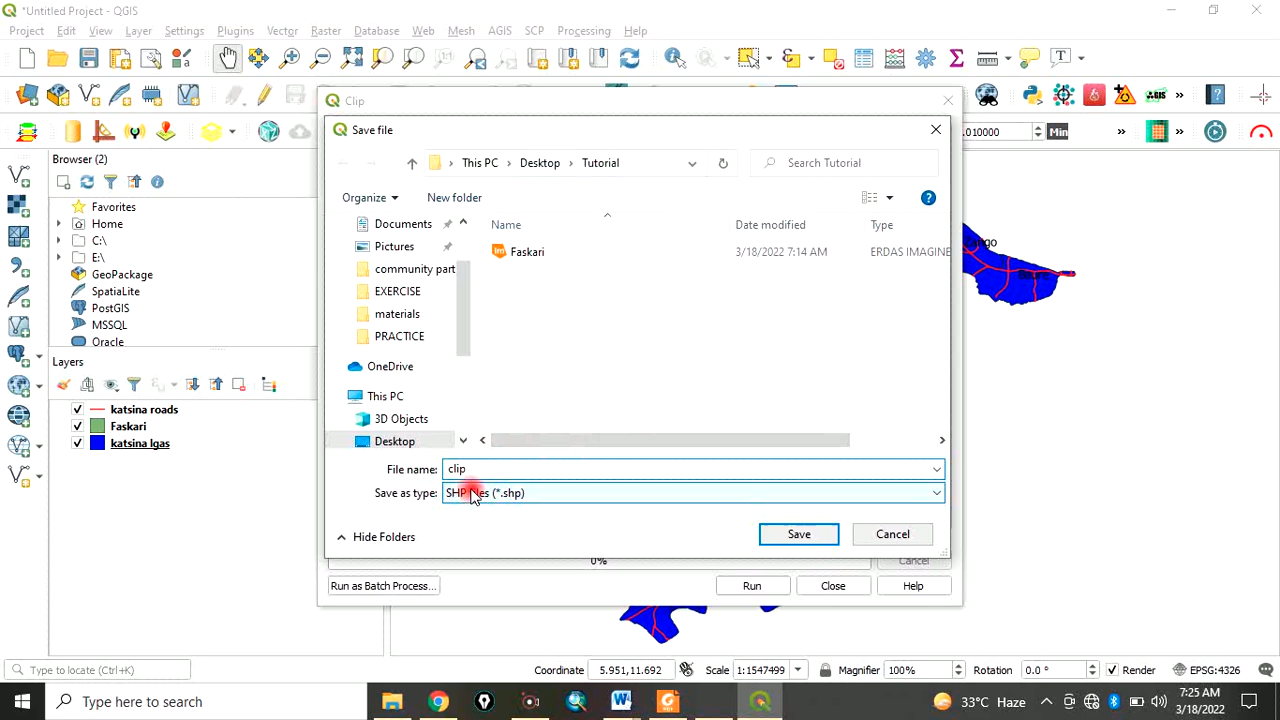 *Untitled Project - QGIS
Project Edit View Layer Settings Plugins Vector Raster Database Web Mesh AGIS SCP Processing Help
Clip
Save file
.010000
Min
This PC Desktop Tutorial
Search Tutorial
Organize
New folder
Browser (2)
Favorites
Home
C:\
E:\
GeoPackage
SpatiaLite
PostGIS
MSSQL
Oracle
Documents
Pictures
community part
EXERCISE
materials
PRACTICE
OneDrive
This PC
3D Objects
Desktop
Name Date modified Type
Faskari 3/18/2022 7:14 AM ERDAS IMAGINE
Zango
Baure
Layers
katsina roads
Faskari
katsina lgas
File name: clip
Save as type: SHP files (*.shp)
Hide Folders
Save
Cancel
0%
Cancel
Run as Batch Process...
Run
Close
Help
Type to locate (Ctrl+K)
Coordinate 5.951,11.692
Scale 1:1547499
Magnifier 100%
Rotation 0.0 °
Render
EPSG:4326
Type here to search
33°C Haze
7:25 AM
3/18/2022